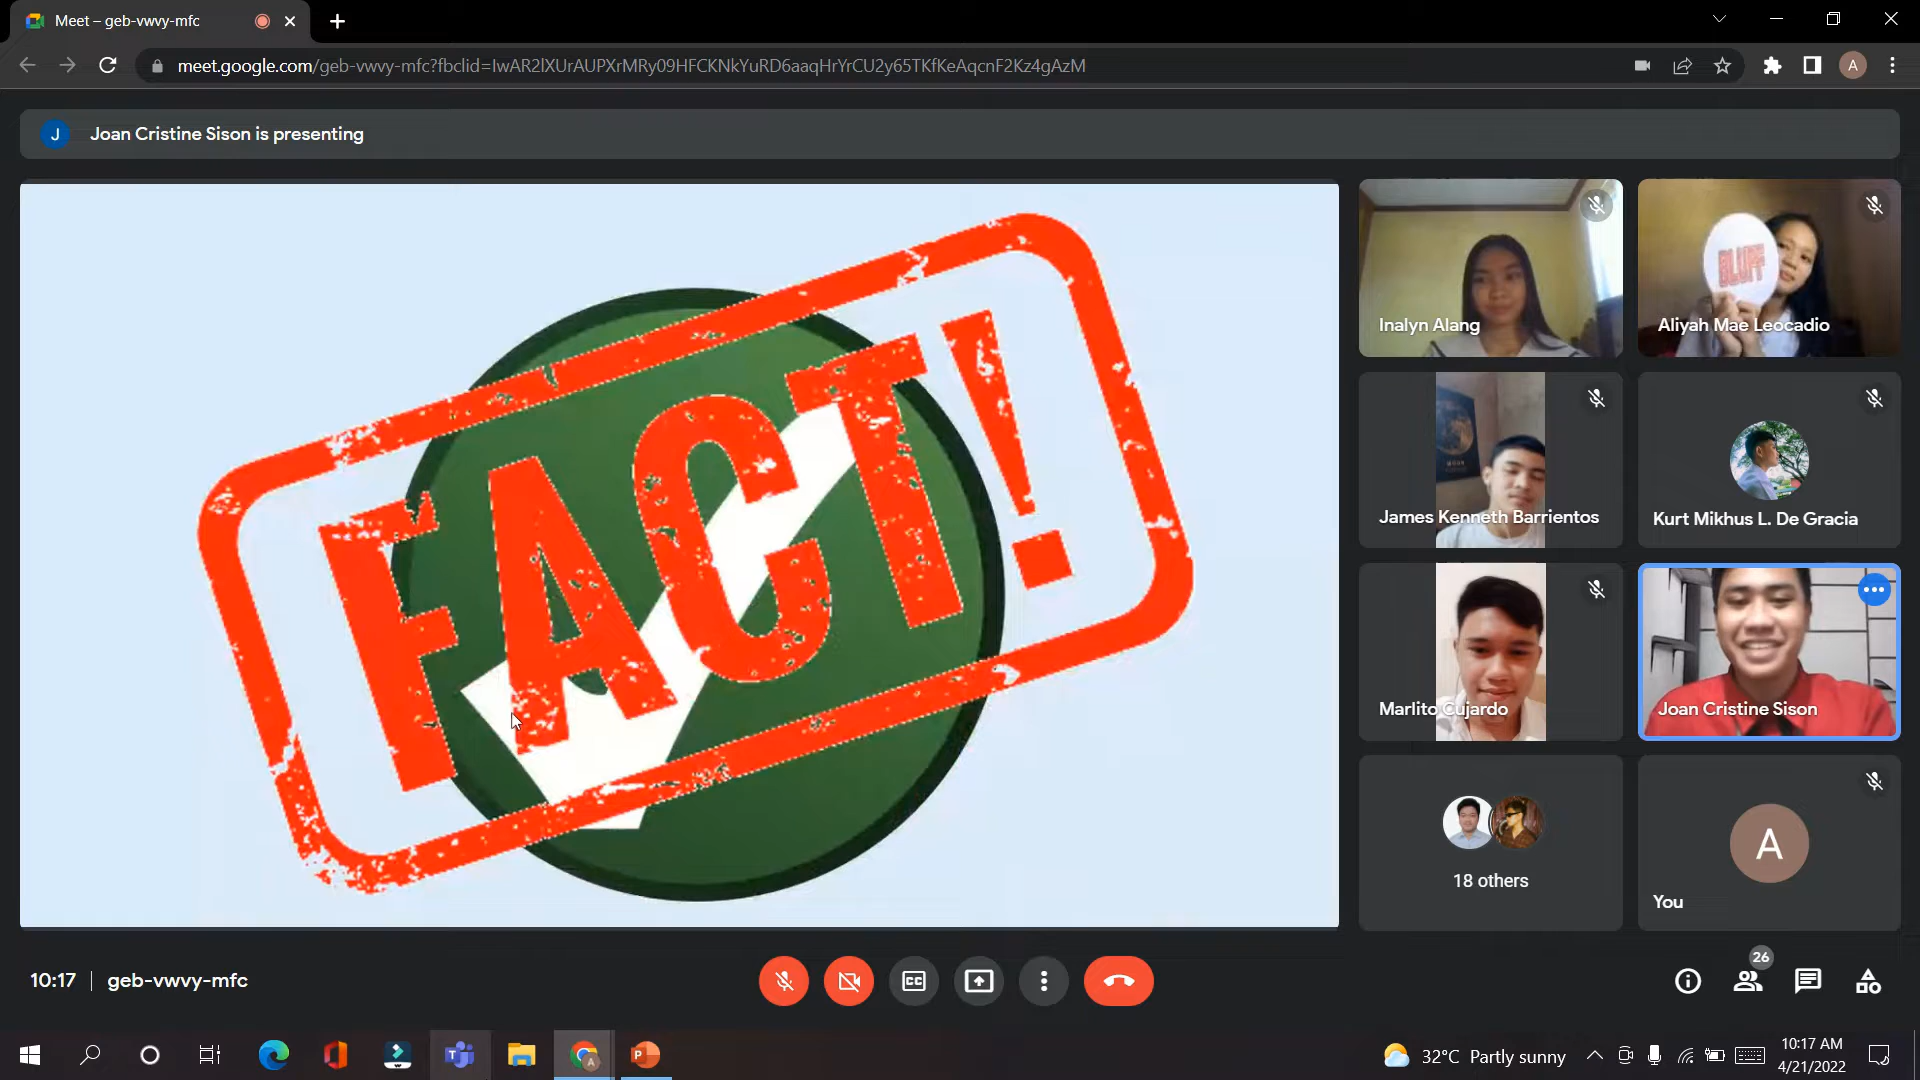 Meet – geb-vwvy-mfc
meet.google.com/geb-vwvy-mfc?fbclid=IwAR2lXUrAUPXrMRy09HFCKNkYuRD6aaqHrYrCU2y65TKfKeAqcnF2Kz4gAzM
A
J
Joan Cristine Sison is presenting
FACT!
Inalyn Alang
BLUFF
Aliyah Mae Leocadio
James Kenneth Barrientos
Kurt Mikhus L. De Gracia
Marlito Cujardo
Joan Cristine Sison
18 others
A
You
10:17
geb-vwvy-mfc
CC
26
32°C Partly sunny
10:17 AM
4/21/2022